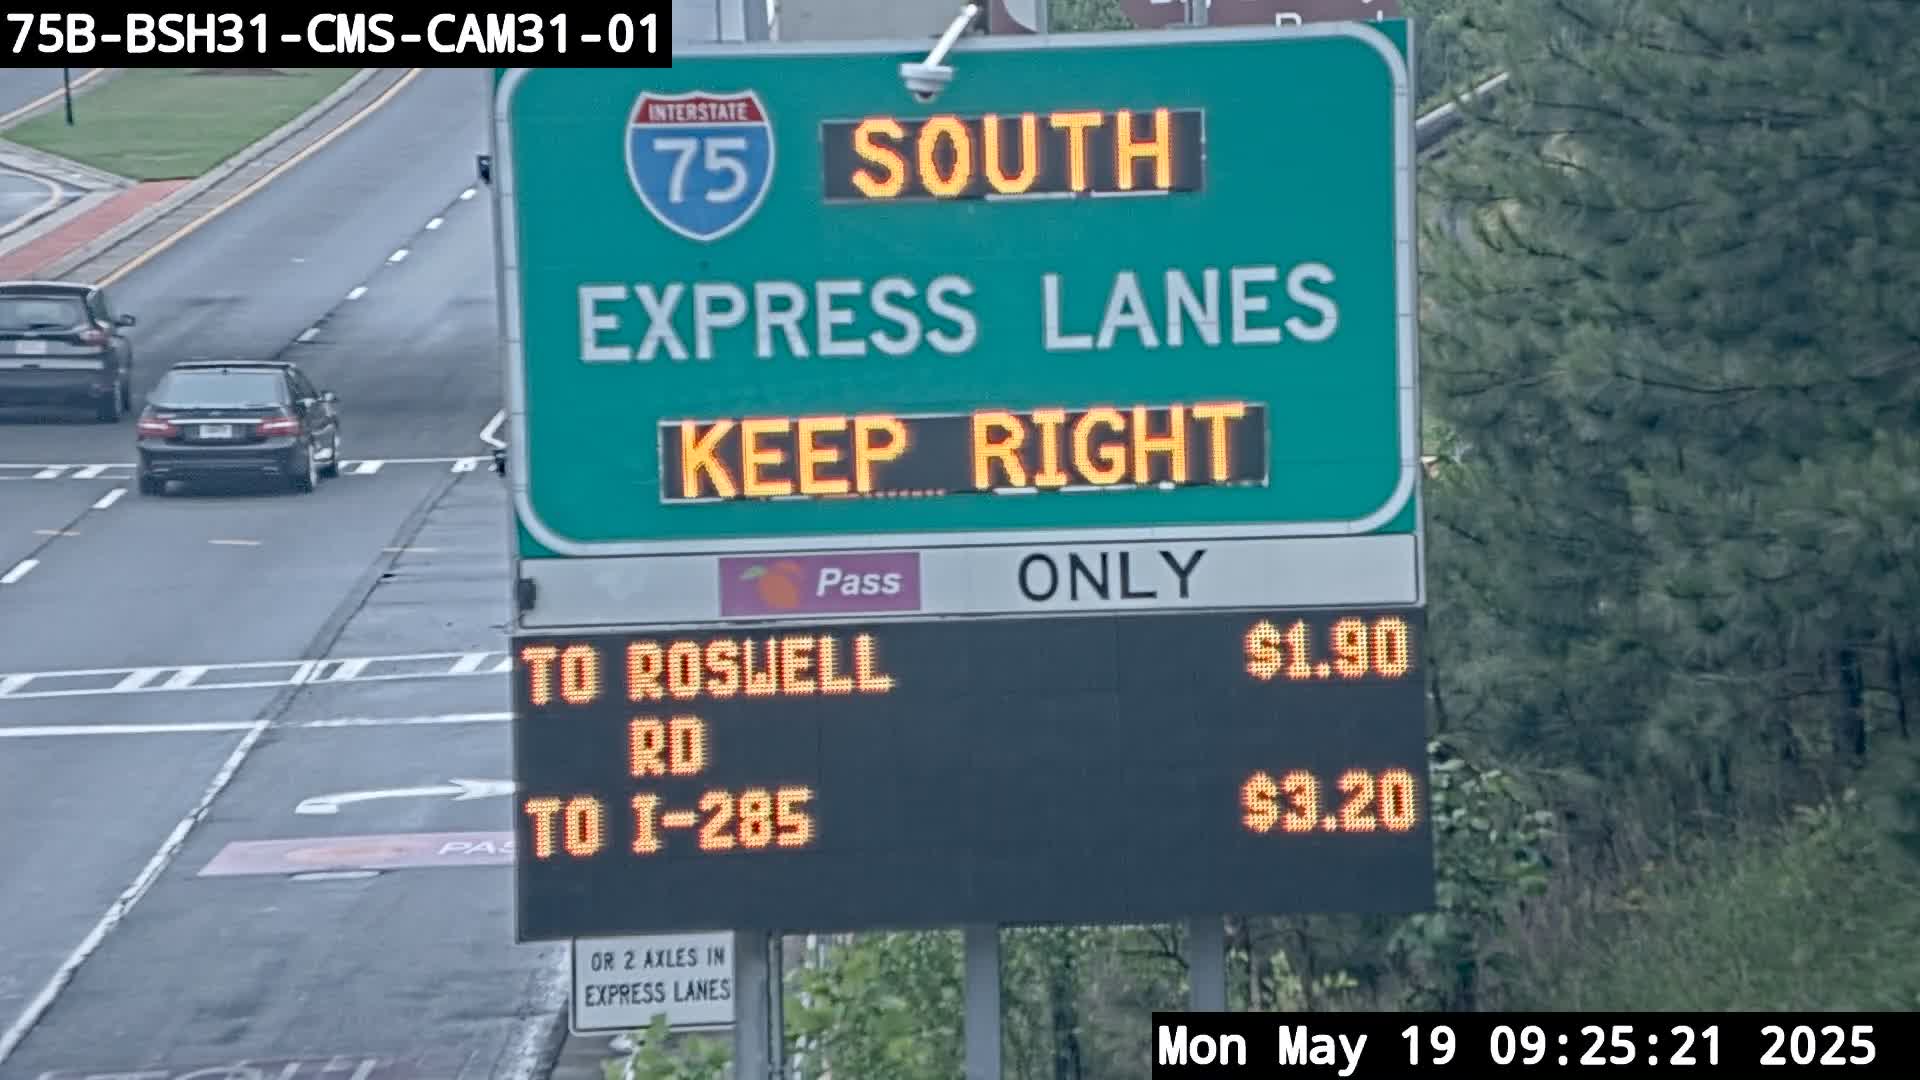 75B-BSH31-CMS-CAM31-01
INTERSTATE
75
SOUTH
EXPRESS LANES
KEEP RIGHT
Pass ONLY
TO ROSWELL $1.90
RD
TO I-285 $3.20
PAS
OR 2 AXLES IN
EXPRESS LANES
Mon May 19 09:25:21 2025